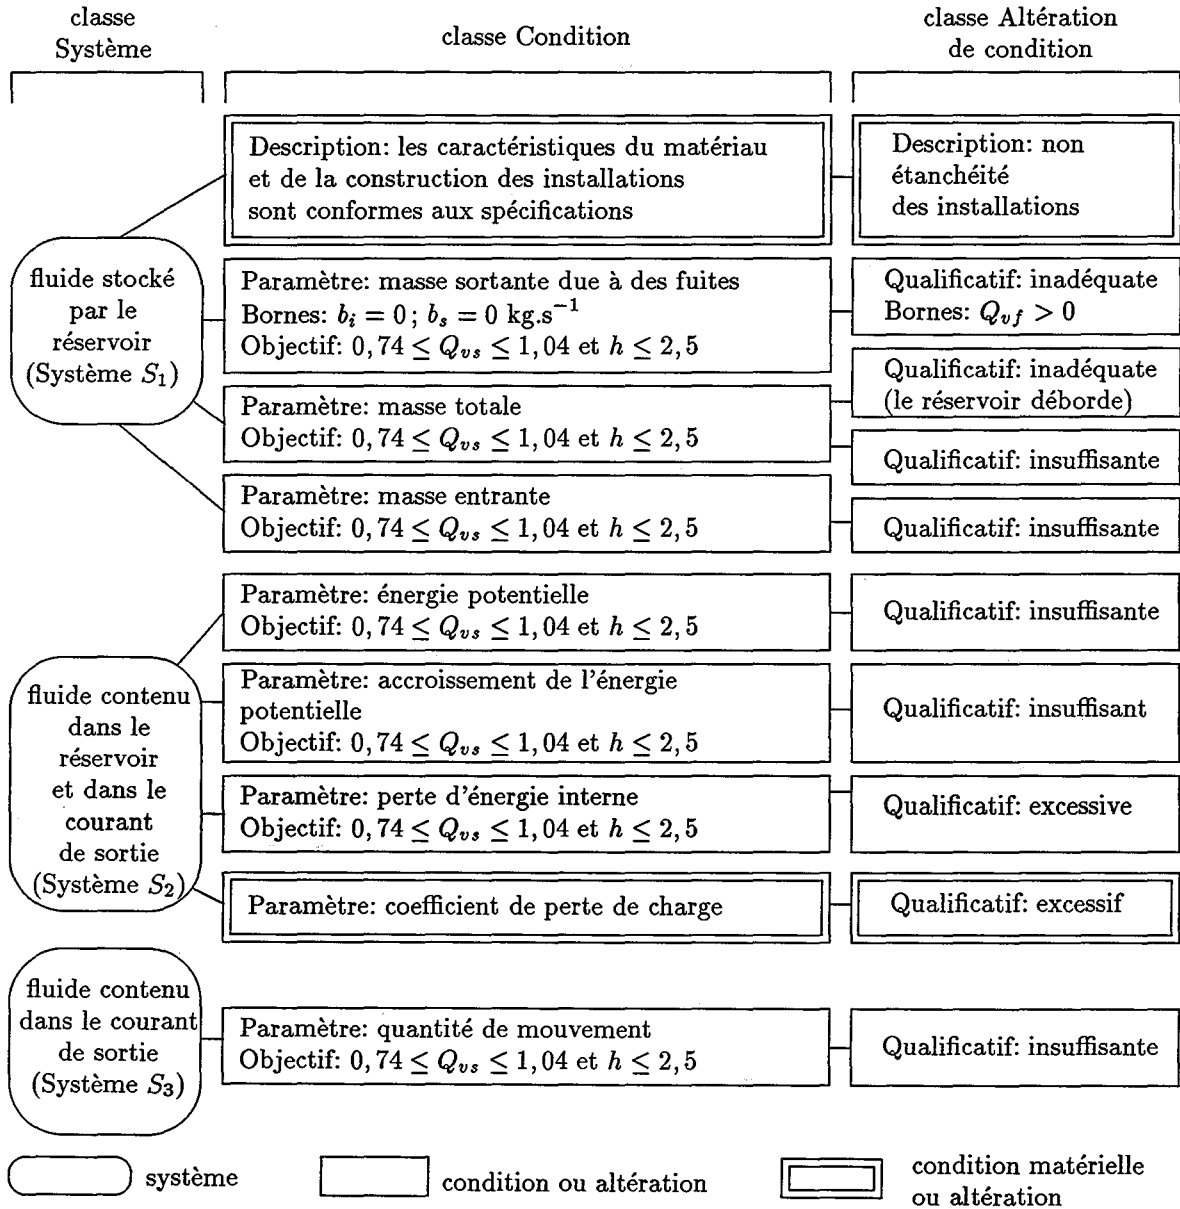 classe
Système
classe Condition
classe Altération
de condition
Description: les caractéristiques du matériau
et de la construction des installations
sont conformes aux spécifications
Description: non
étanchéité
des installations
fluide stocké
par le
réservoir
(Système S₁)
Paramètre: masse sortante due à des fuites
Bornes: bᵢ = 0 ; bₛ = 0 kg.s⁻¹
Objectif: 0, 74 ≤ Qᵥₛ ≤ 1, 04 et h ≤ 2, 5
Qualificatif: inadéquate
Bornes: Q_{vf} > 0
Paramètre: masse totale
Objectif: 0, 74 ≤ Qᵥₛ ≤ 1, 04 et h ≤ 2, 5
Qualificatif: inadéquate
(le réservoir déborde)
Qualificatif: insuffisante
Paramètre: masse entrante
Objectif: 0, 74 ≤ Qᵥₛ ≤ 1, 04 et h ≤ 2, 5
Qualificatif: insuffisante
fluide contenu
dans le
réservoir
et dans le
courant
de sortie
(Système S₂)
Paramètre: énergie potentielle
Objectif: 0, 74 ≤ Qᵥₛ ≤ 1, 04 et h ≤ 2, 5
Qualificatif: insuffisante
Paramètre: accroissement de l'énergie
potentielle
Objectif: 0, 74 ≤ Qᵥₛ ≤ 1, 04 et h ≤ 2, 5
Qualificatif: insuffisant
Paramètre: perte d'énergie interne
Objectif: 0, 74 ≤ Qᵥₛ ≤ 1, 04 et h ≤ 2, 5
Qualificatif: excessive
Paramètre: coefficient de perte de charge
Qualificatif: excessif
fluide contenu
dans le courant
de sortie
(Système S₃)
Paramètre: quantité de mouvement
Objectif: 0, 74 ≤ Qᵥₛ ≤ 1, 04 et h ≤ 2, 5
Qualificatif: insuffisante
système
condition ou altération
condition matérielle
ou altération